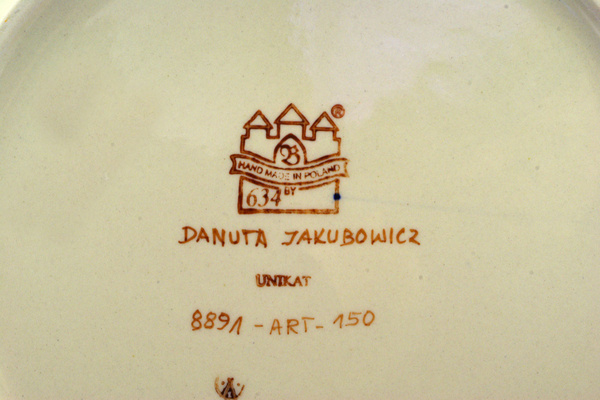 ®
B
HAND MADE IN POLAND
BY
634
DANUTA JAKUBOWICZ
UNIKAT
8891 - ART - 150